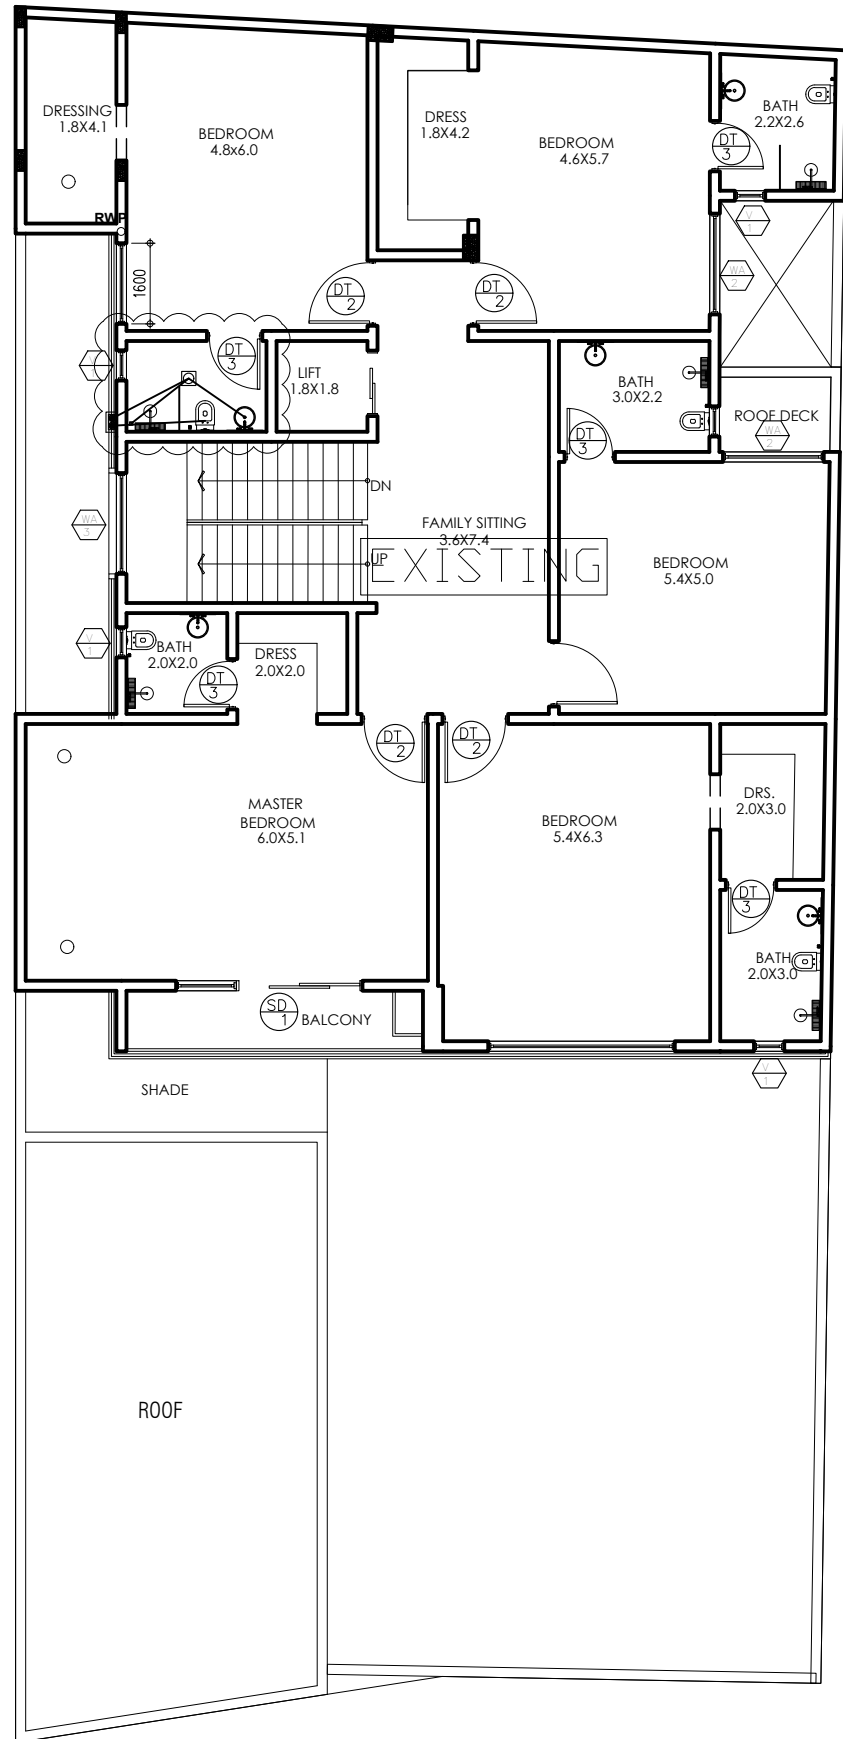 DRESSING
1.8X4.1
BEDROOM
4.8x6.0
DRESS
1.8X4.2
BEDROOM
4.6X5.7
BATH
2.2X2.6
DT
3
RWP
V
1
1600
DT
2
DT
2
WA
2
DT
3
LIFT
1.8X1.8
V
BATH
3.0X2.2
DT
3
ROOF DECK
WA
2
DN
WA
3
FAMILY SITTING
3.6X7.4
UP
EXISTING
BEDROOM
5.4X5.0
V
1
BATH
2.0X2.0
DRESS
2.0X2.0
DT
3
DT
2
DT
2
MASTER
BEDROOM
6.0X5.1
BEDROOM
5.4X6.3
DRS.
2.0X3.0
DT
3
BATH
2.0X3.0
SD
1
BALCONY
V
1
SHADE
ROOF